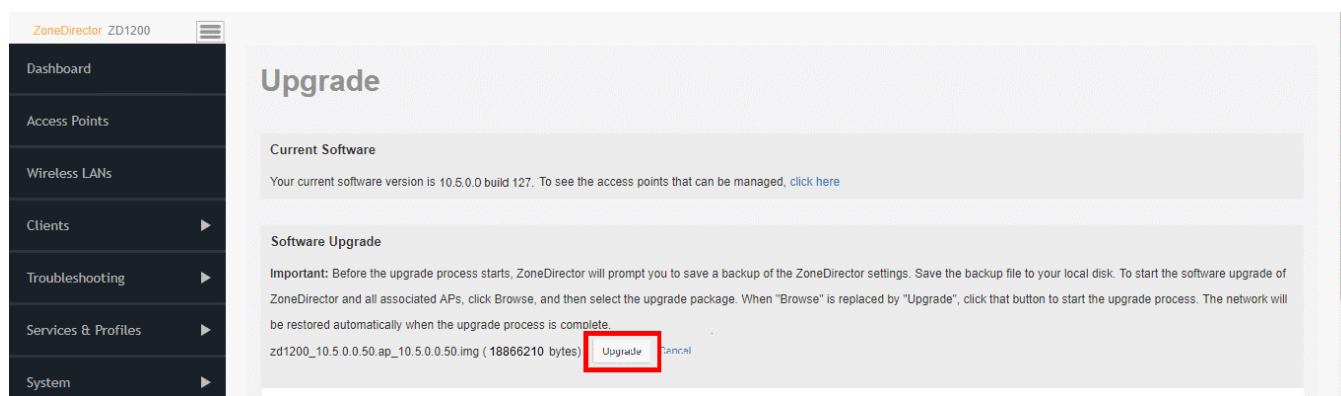 ZoneDirector ZD1200
Dashboard
Access Points
Wireless LANs
Clients
Troubleshooting
Services & Profiles
System
Upgrade
Current Software
Your current software version is 10.5.0.0 build 127. To see the access points that can be managed, click here
Software Upgrade
Important: Before the upgrade process starts, ZoneDirector will prompt you to save a backup of the ZoneDirector settings. Save the backup file to your local disk. To start the software upgrade of
ZoneDirector and all associated APs, click Browse, and then select the upgrade package. When "Browse" is replaced by "Upgrade", click that button to start the upgrade process. The network will
be restored automatically when the upgrade process is complete.
zd1200_10.5.0.0.50.ap_10.5.0.0.50.img ( 18866210 bytes) Upgrade Cancel